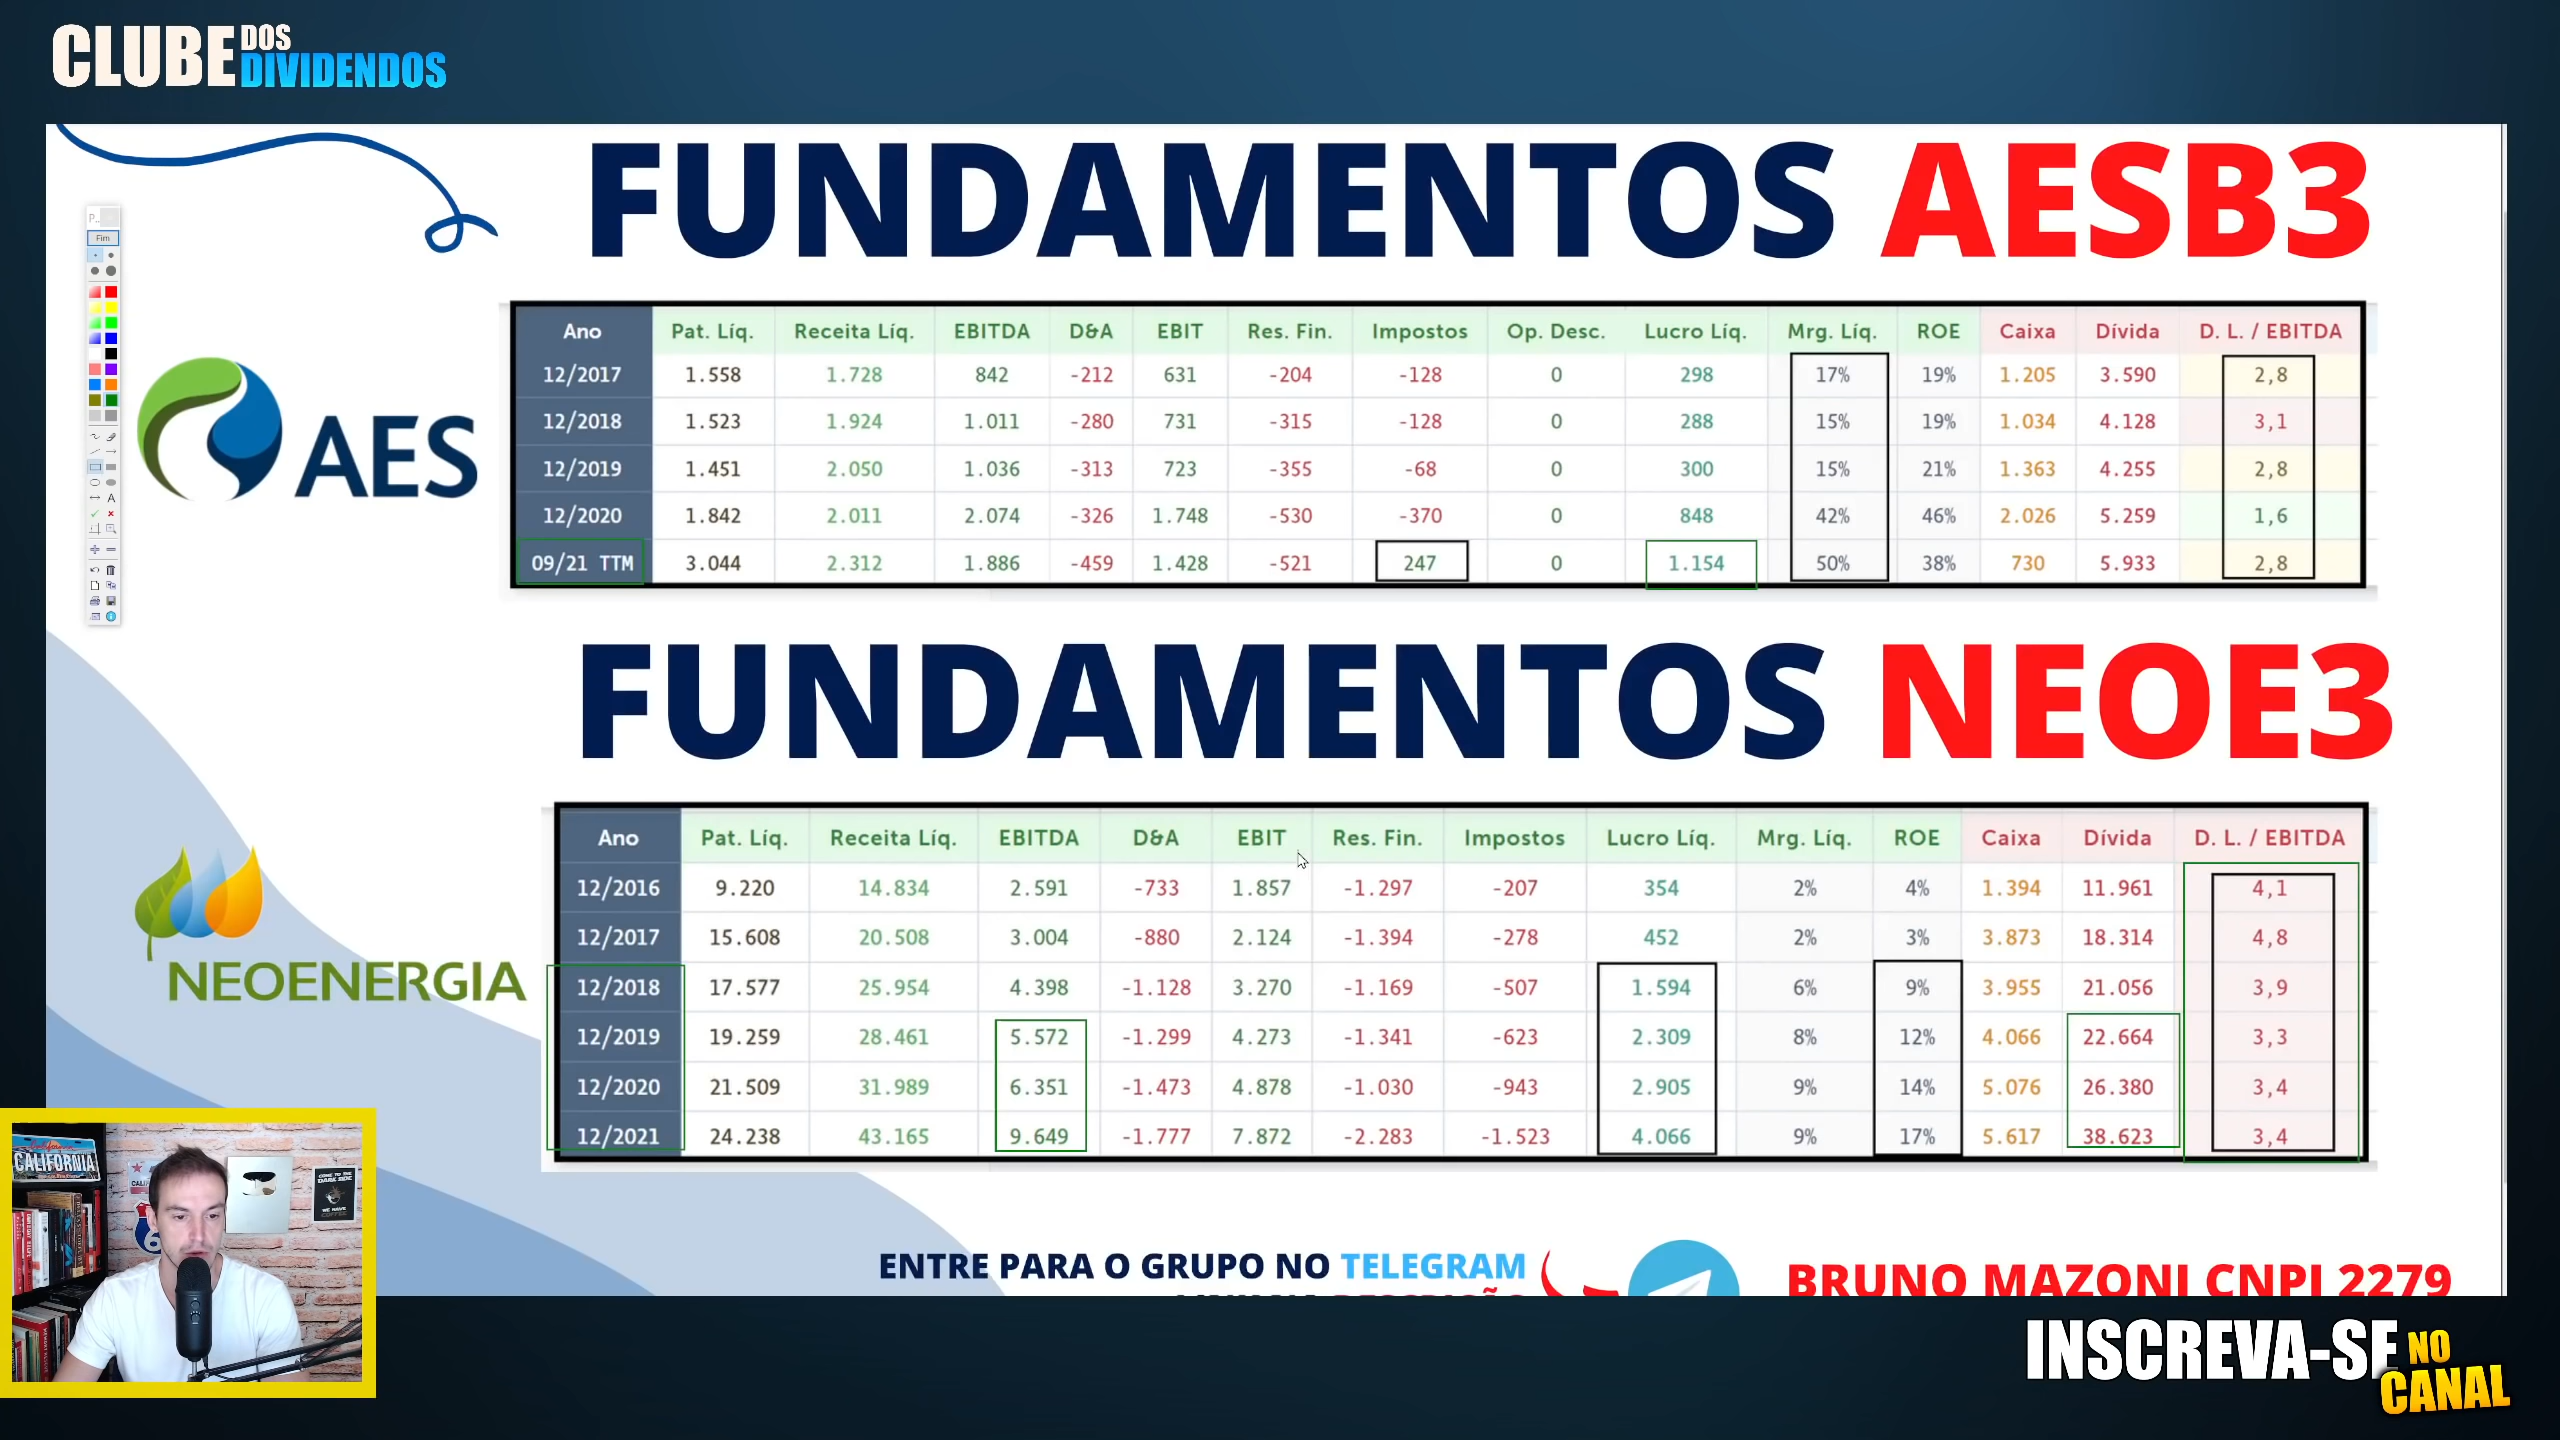 CLUBE DOS DIVIDENDOS
FUNDAMENTOS AESB3
P..
Fim
AES
Ano Pat. Líq. Receita Líq. EBITDA D&A EBIT Res. Fin. Impostos Op. Desc. Lucro Líq. Mrg. Líq. ROE Caixa Dívida D. L. / EBITDA
12/2017 1.558 1.728 842 -212 631 -204 -128 0 298 17% 19% 1.205 3.590 2,8
12/2018 1.523 1.924 1.011 -280 731 -315 -128 0 288 15% 19% 1.034 4.128 3,1
12/2019 1.451 2.050 1.036 -313 723 -355 -68 0 300 15% 21% 1.363 4.255 2,8
12/2020 1.842 2.011 2.074 -326 1.748 -530 -370 0 848 42% 46% 2.026 5.259 1,6
09/21 TTM 3.044 2.312 1.886 -459 1.428 -521 247 0 1.154 50% 38% 730 5.933 2,8
FUNDAMENTOS NEOE3
NEOENERGIA
Ano Pat. Líq. Receita Líq. EBITDA D&A EBIT Res. Fin. Impostos Lucro Líq. Mrg. Líq. ROE Caixa Dívida D. L. / EBITDA
12/2016 9.220 14.834 2.591 -733 1.857 -1.297 -207 354 2% 4% 1.394 11.961 4,1
12/2017 15.608 20.508 3.004 -880 2.124 -1.394 -278 452 2% 3% 3.873 18.314 4,8
12/2018 17.577 25.954 4.398 -1.128 3.270 -1.169 -507 1.594 6% 9% 3.955 21.056 3,9
12/2019 19.259 28.461 5.572 -1.299 4.273 -1.341 -623 2.309 8% 12% 4.066 22.664 3,3
12/2020 21.509 31.989 6.351 -1.473 4.878 -1.030 -943 2.905 9% 14% 5.076 26.380 3,4
12/2021 24.238 43.165 9.649 -1.777 7.872 -2.283 -1.523 4.066 9% 17% 5.617 38.623 3,4
CALIFORNIA
COME TO THE
DARK SIDE
WE HAVE
COFFEE
ENTRE PARA O GRUPO NO TELEGRAM
BRUNO MAZONI CNPI 2279
INSCREVA-SE NO CANAL